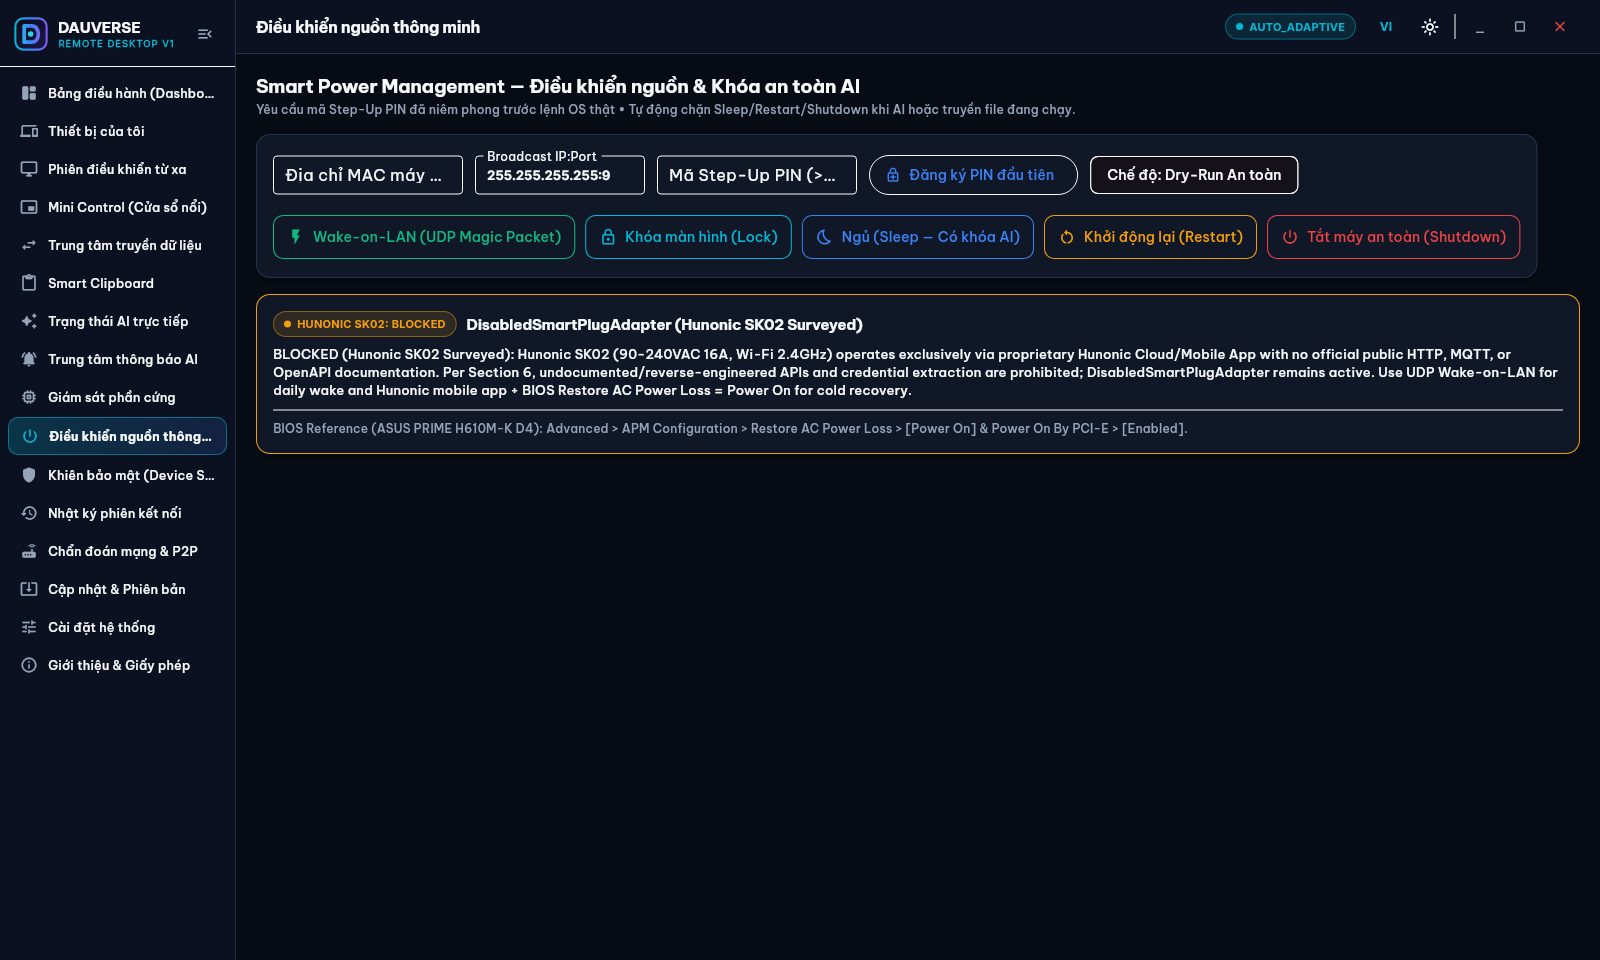 DAUVERSE
REMOTE DESKTOP V1
Điều khiển nguồn thông minh
AUTO_ADAPTIVE
VI
Bảng điều hành (Dashbo...
Thiết bị của tôi
Phiên điều khiển từ xa
Mini Control (Cửa sổ nổi)
Trung tâm truyền dữ liệu
Smart Clipboard
Trạng thái AI trực tiếp
Trung tâm thông báo AI
Giám sát phần cứng
Điều khiển nguồn thông...
Khiên bảo mật (Device S...
Nhật ký phiên kết nối
Chẩn đoán mạng & P2P
Cập nhật & Phiên bản
Cài đặt hệ thống
Giới thiệu & Giấy phép
Smart Power Management — Điều khiển nguồn & Khóa an toàn AI
Yêu cầu mã Step-Up PIN đã niêm phong trước lệnh OS thật • Tự động chặn Sleep/Restart/Shutdown khi AI hoặc truyền file đang chạy.
Địa chỉ MAC máy ...
Broadcast IP:Port
255.255.255.255:9
Mã Step-Up PIN (>...
Đăng ký PIN đầu tiên
Chế độ: Dry-Run An toàn
Wake-on-LAN (UDP Magic Packet)
Khóa màn hình (Lock)
Ngủ (Sleep — Có khóa AI)
Khởi động lại (Restart)
Tắt máy an toàn (Shutdown)
HUNONIC SK02: BLOCKED
DisabledSmartPlugAdapter (Hunonic SK02 Surveyed)
BLOCKED (Hunonic SK02 Surveyed): Hunonic SK02 (90-240VAC 16A, Wi-Fi 2.4GHz) operates exclusively via proprietary Hunonic Cloud/Mobile App with no official public HTTP, MQTT, or
OpenAPI documentation. Per Section 6, undocumented/reverse-engineered APIs and credential extraction are prohibited; DisabledSmartPlugAdapter remains active. Use UDP Wake-on-LAN for
daily wake and Hunonic mobile app + BIOS Restore AC Power Loss = Power On for cold recovery.
BIOS Reference (ASUS PRIME H610M-K D4): Advanced > APM Configuration > Restore AC Power Loss > [Power On] & Power On By PCI-E > [Enabled].